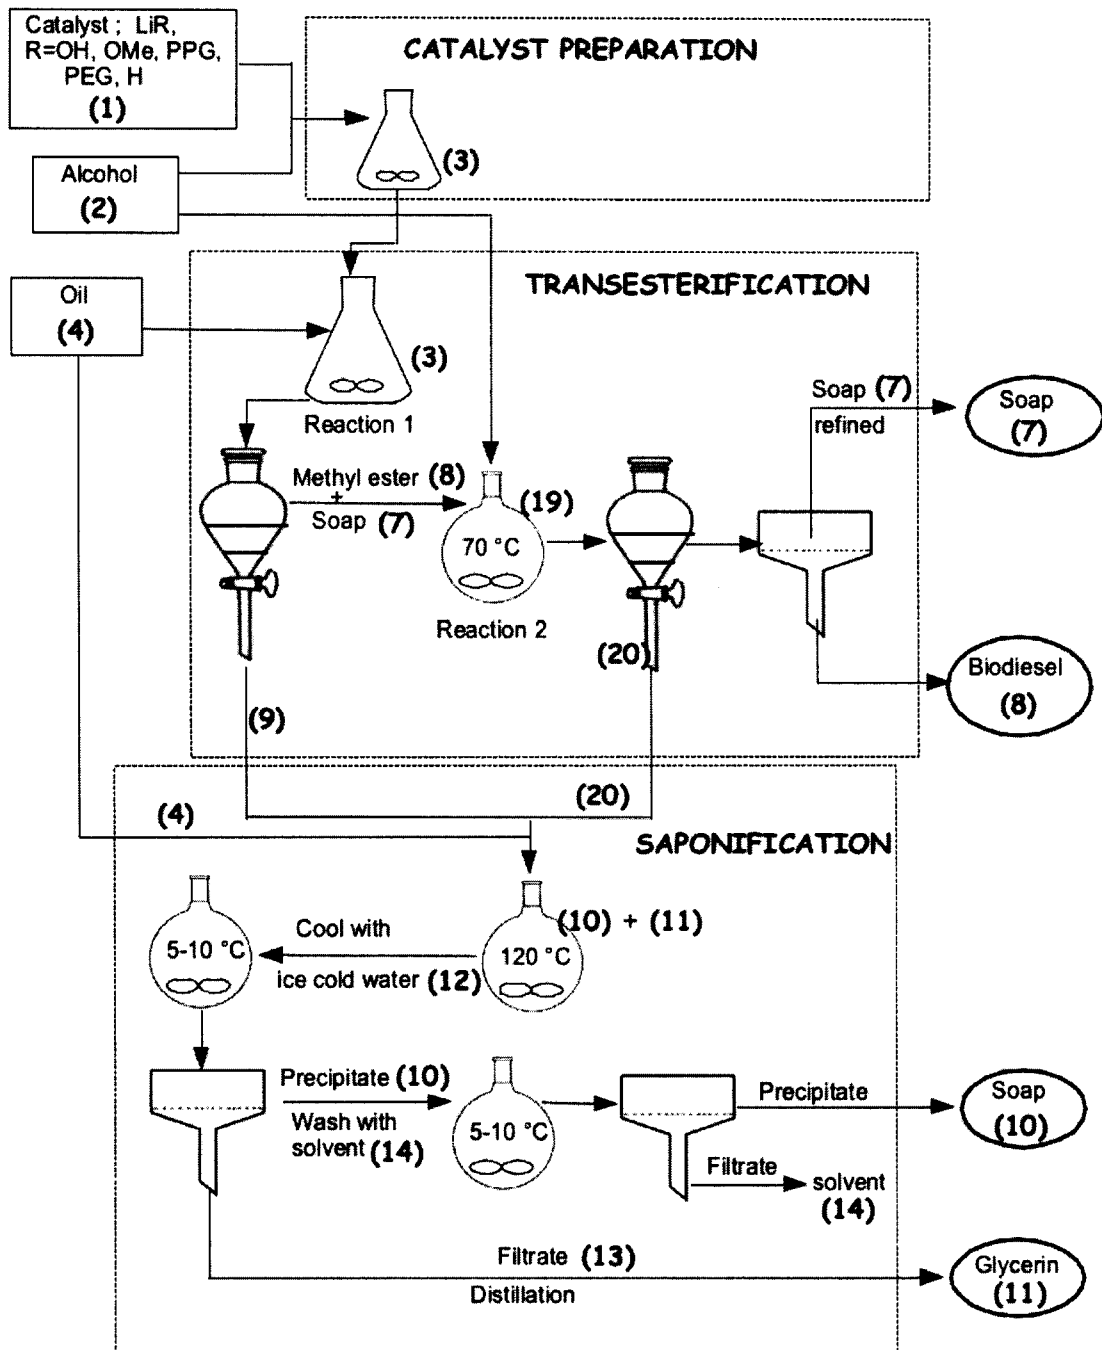 Catalyst ; LiR,
R=OH, OMe, PPG,
PEG, H
(1)
CATALYST PREPARATION
(3)
Alcohol
(2)
TRANSESTERIFICATION
Oil
(4)
(3)
Reaction 1
Soap (7)
refined
Soap
(7)
Methyl ester (8)
+
Soap (7)
(19)
70 °C
Reaction 2
(20)
Biodiesel
(8)
(9)
(20)
(4)
SAPONIFICATION
(10) + (11)
120 °C
Cool with
ice cold water (12)
5-10 °C
Precipitate (10)
Wash with
solvent (14)
5-10 °C
Precipitate
Soap
(10)
Filtrate
solvent
(14)
Filtrate (13)
Distillation
Glycerin
(11)